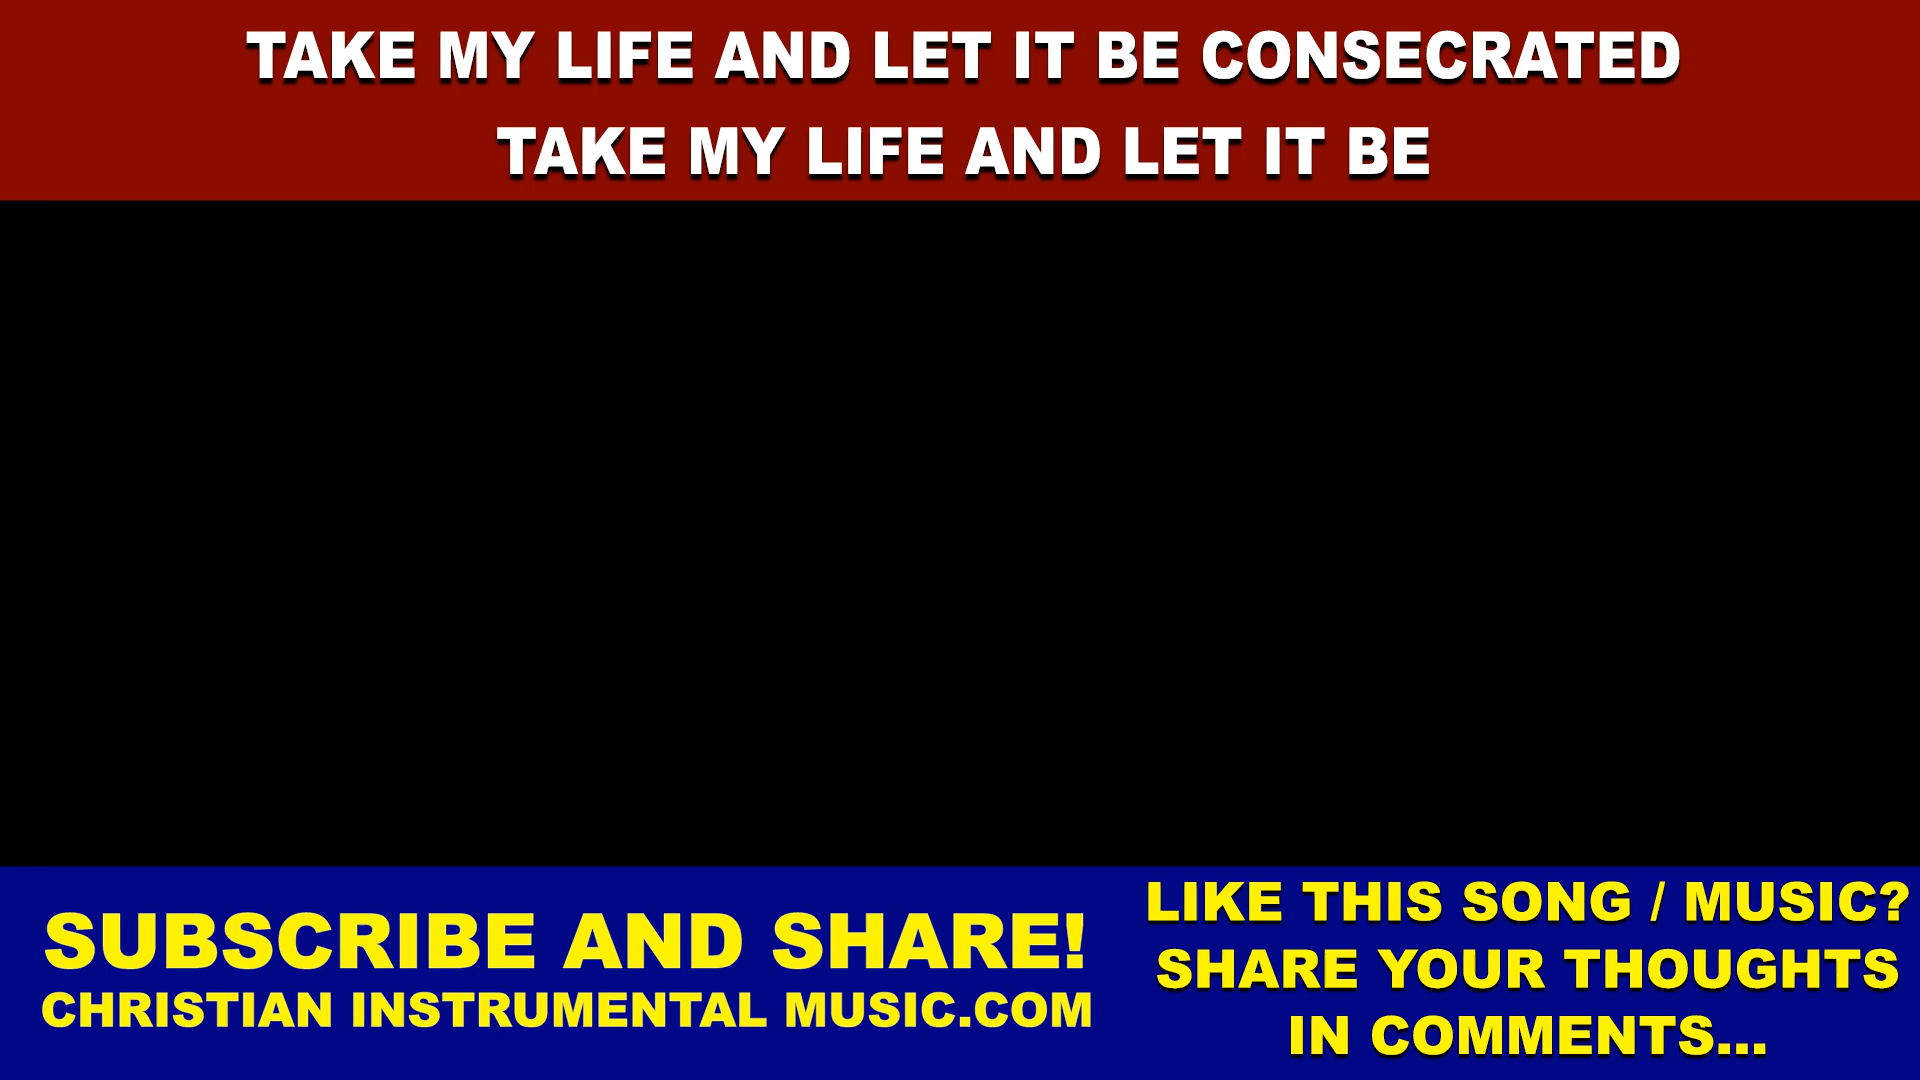 TAKE MY LIFE AND LET IT BE CONSECRATED
TAKE MY LIFE AND LET IT BE
SUBSCRIBE AND SHARE!
CHRISTIAN INSTRUMENTAL MUSIC.COM
LIKE THIS SONG / MUSIC?
SHARE YOUR THOUGHTS
IN COMMENTS...